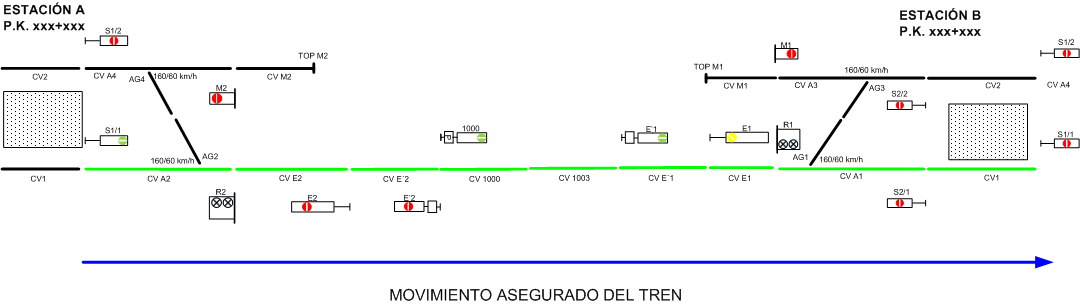 ESTACIÓN A
P.K. xxx+xxx
ESTACIÓN B
P.K. xxx+xxx
S1/2
M1
S1/2
TOP M2
TOP M1
CV2
CV A4
AG4
160/60 km/h
CV M2
CV M1
CV A3
160/60 km/h
AG3
CV2
CV A4
M2
S2/2
S1/1
1000
E'1
E1
R1
S1/1
P
160/60 km/h
AG2
AG1
160/60 km/h
CV1
CV A2
CV E2
CV E´2
CV 1000
CV 1003
CV E´1
CV E1
CV A1
CV1
R2
E2
E'2
S2/1
MOVIMIENTO ASEGURADO DEL TREN